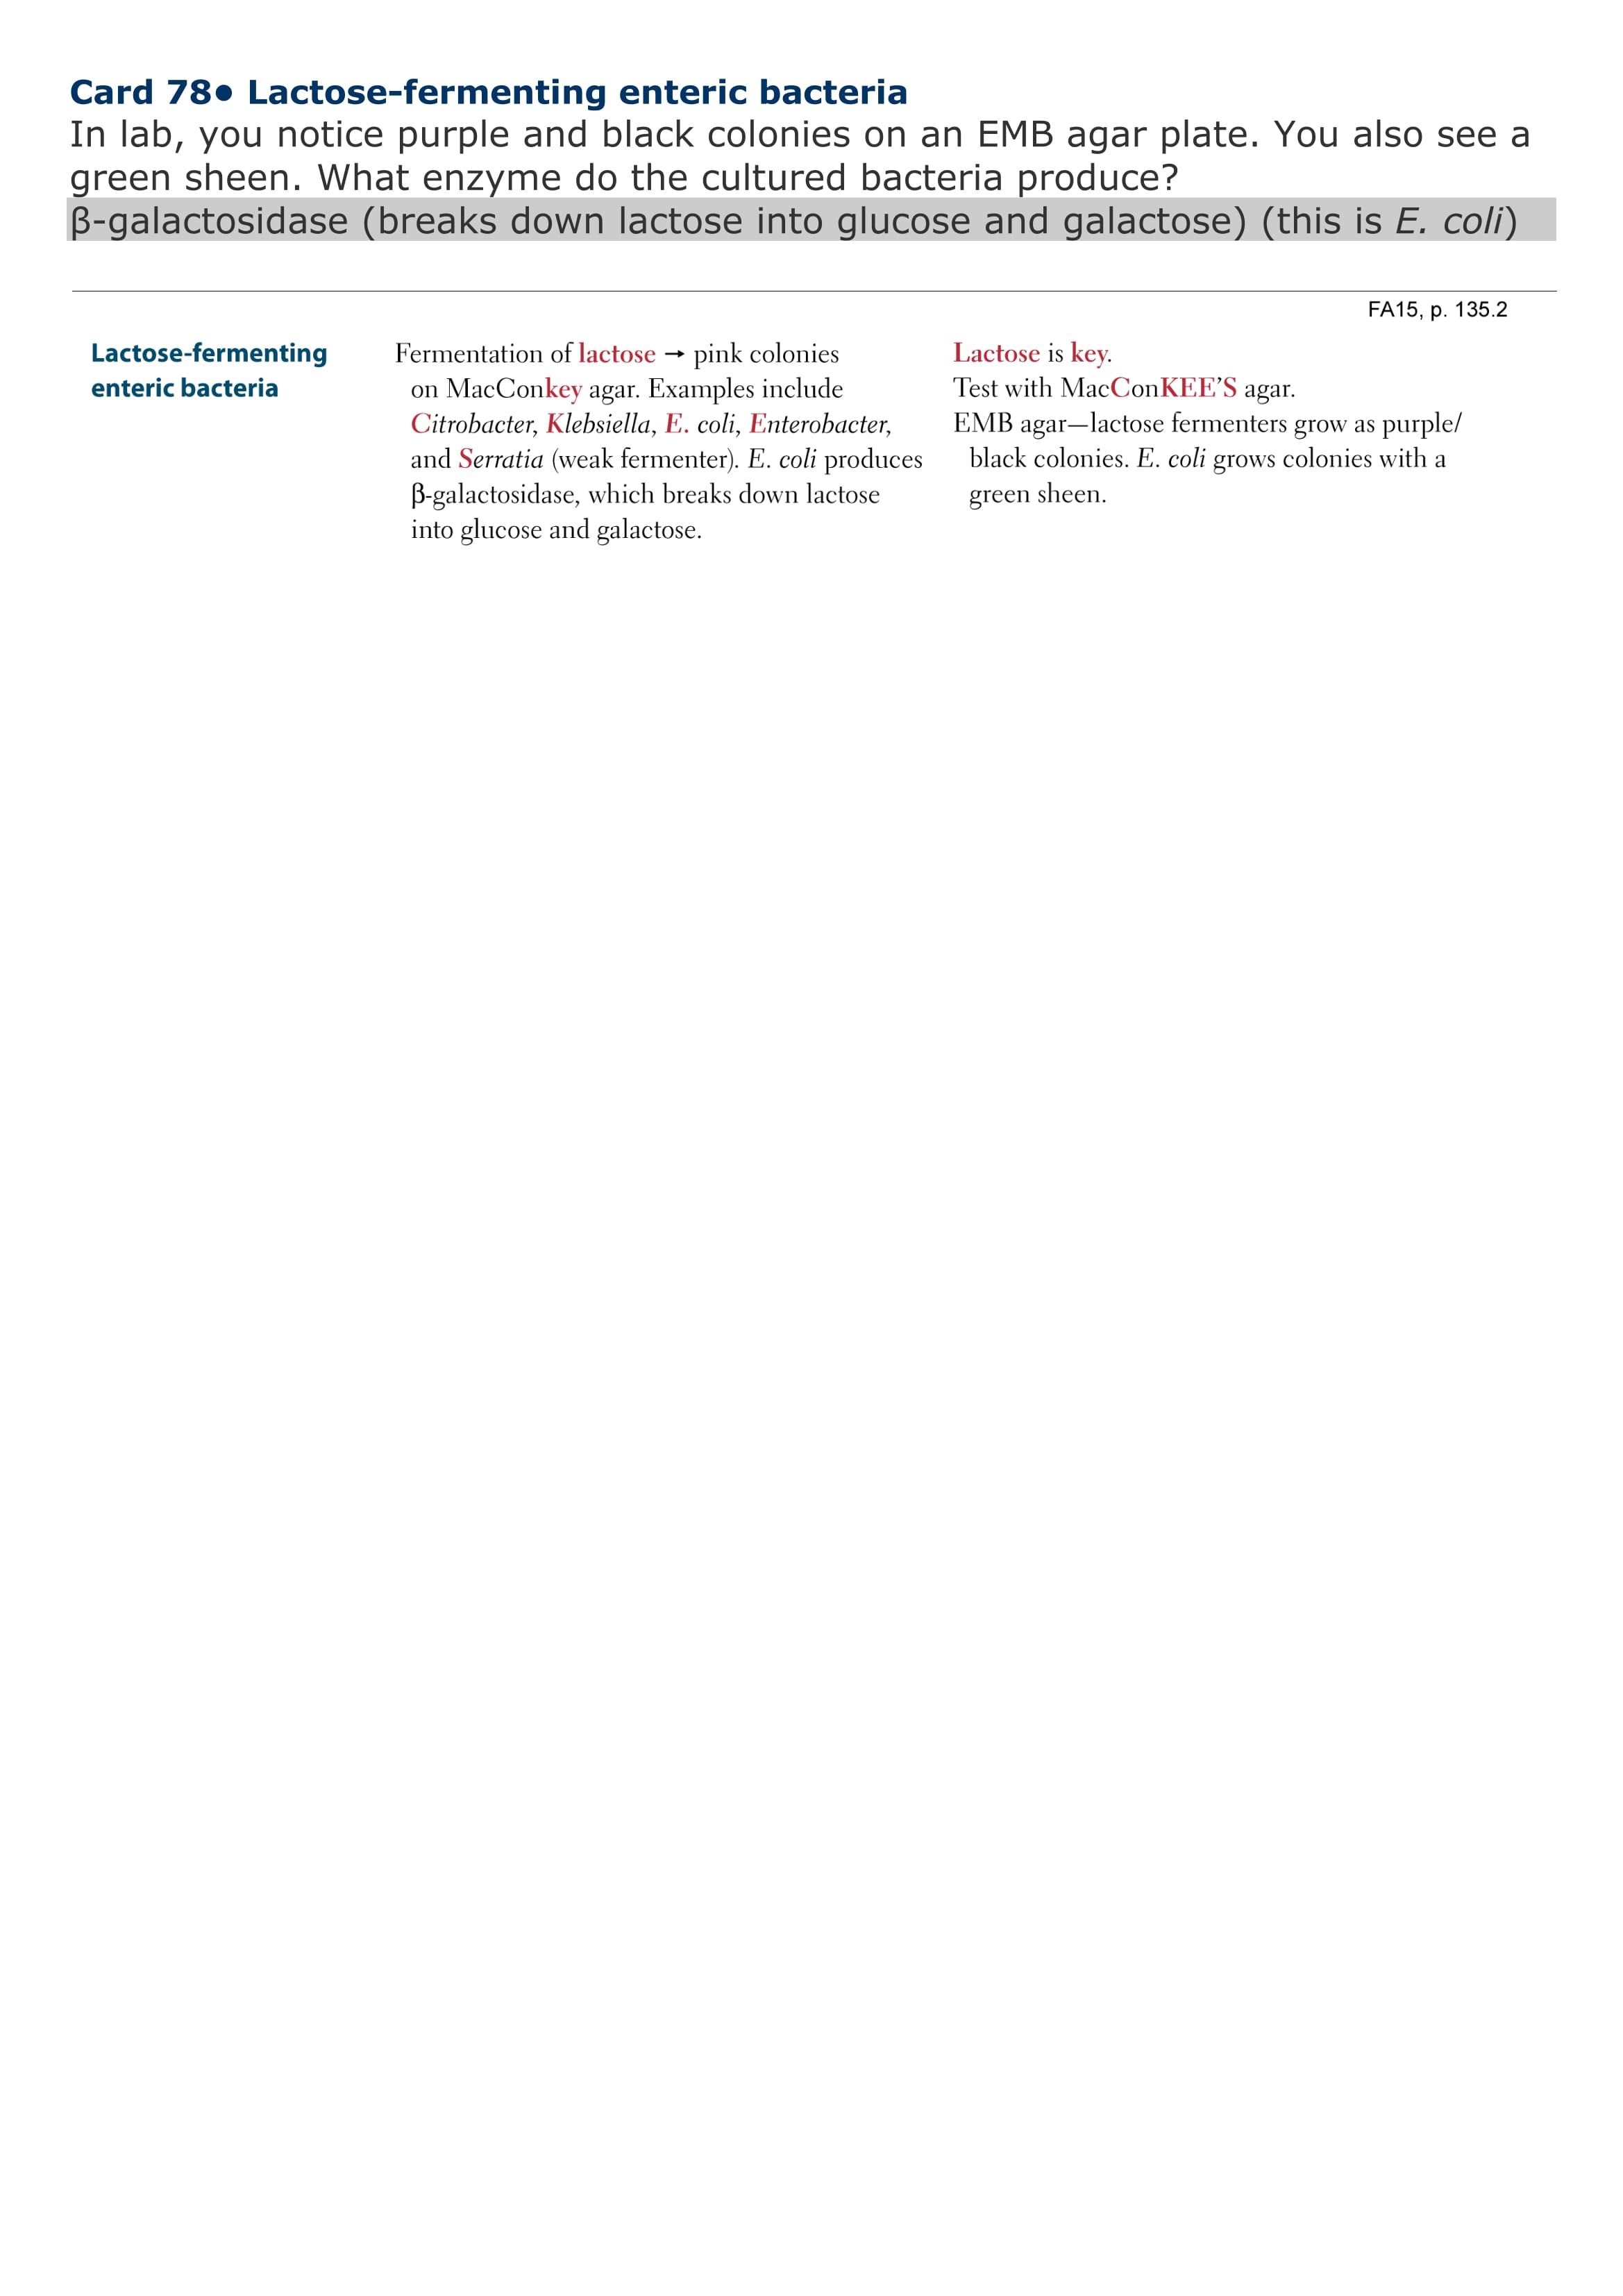 Card 78● Lactose-fermenting enteric bacteria
In lab, you notice purple and black colonies on an EMB agar plate. You also see a
green sheen. What enzyme do the cultured bacteria produce?
β-galactosidase (breaks down lactose into glucose and galactose) (this is E. coli)
FA15, p. 135.2
Lactose-fermenting
enteric bacteria
Fermentation of lactose → pink colonies
on MacConkey agar. Examples include
Citrobacter, Klebsiella, E. coli, Enterobacter,
and Serratia (weak fermenter). E. coli produces
β-galactosidase, which breaks down lactose
into glucose and galactose.
Lactose is key.
Test with MacConKEE’S agar.
EMB agar—lactose fermenters grow as purple/
black colonies. E. coli grows colonies with a
green sheen.